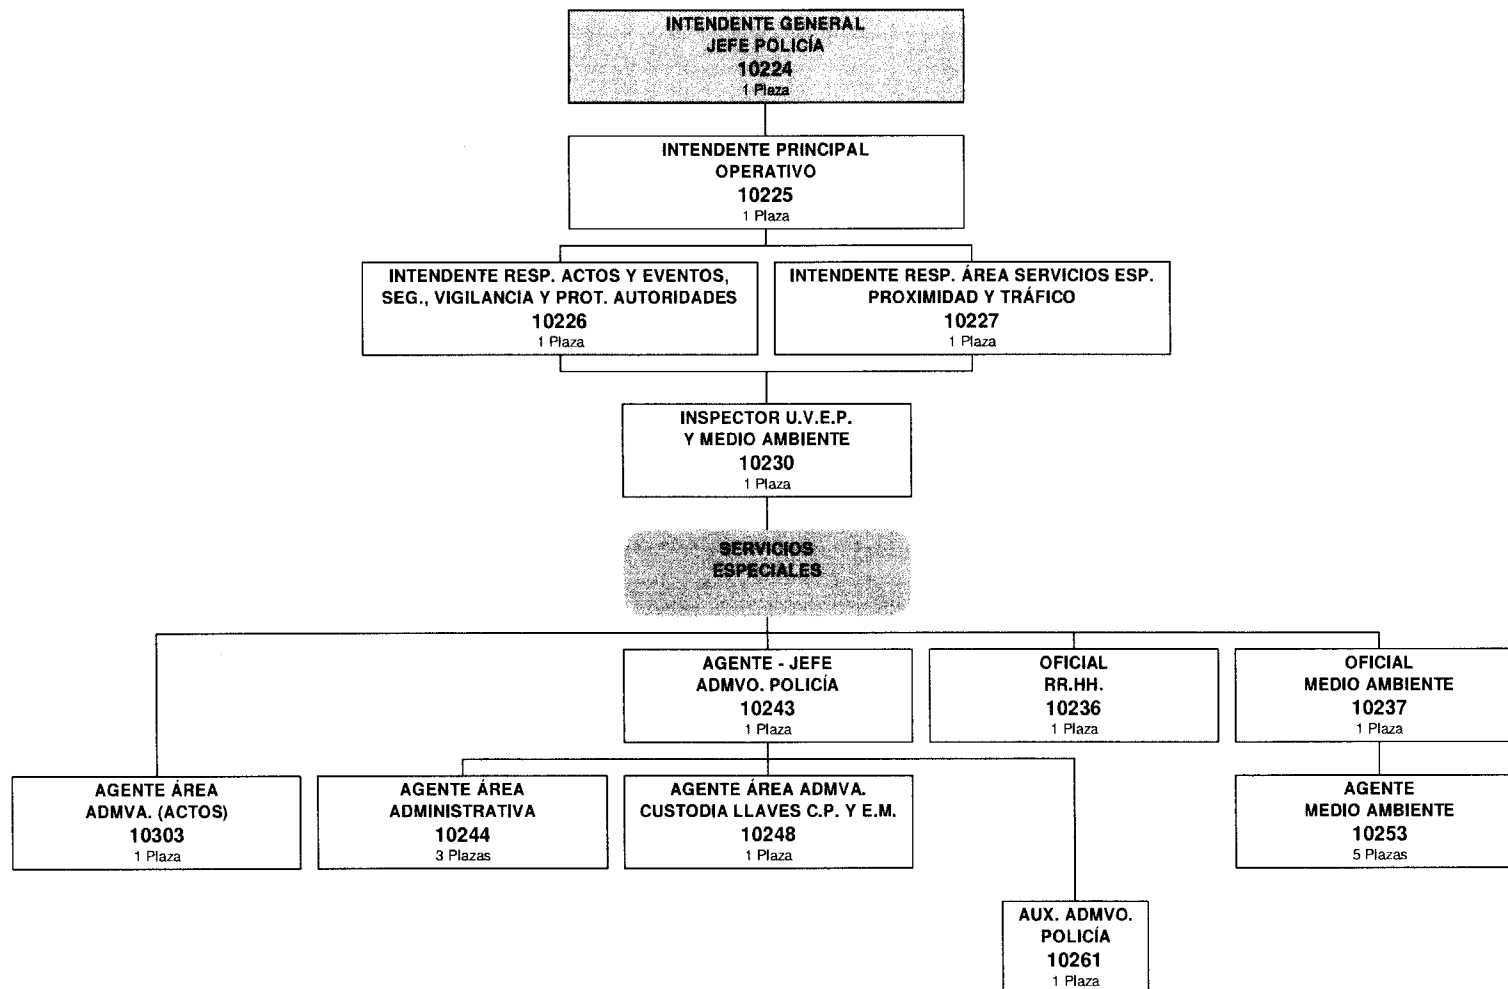 INTENDENTE GENERAL
JEFE POLICÍA
10224
1 Plaza
INTENDENTE PRINCIPAL
OPERATIVO
10225
1 Plaza
INTENDENTE RESP. ACTOS Y EVENTOS,
SEG., VIGILANCIA Y PROT. AUTORIDADES
10226
1 Plaza
INTENDENTE RESP. ÁREA SERVICIOS ESP.
PROXIMIDAD Y TRÁFICO
10227
1 Plaza
INSPECTOR U.V.E.P.
Y MEDIO AMBIENTE
10230
1 Plaza
SERVICIOS
ESPECIALES
AGENTE - JEFE
ADMVO. POLICÍA
10243
1 Plaza
OFICIAL
RR.HH.
10236
1 Plaza
OFICIAL
MEDIO AMBIENTE
10237
1 Plaza
AGENTE ÁREA
ADMVA. (ACTOS)
10303
1 Plaza
AGENTE ÁREA
ADMINISTRATIVA
10244
3 Plazas
AGENTE ÁREA ADMVA.
CUSTODIA LLAVES C.P. Y E.M.
10248
1 Plaza
AGENTE
MEDIO AMBIENTE
10253
5 Plazas
AUX. ADMVO.
POLICÍA
10261
1 Plaza